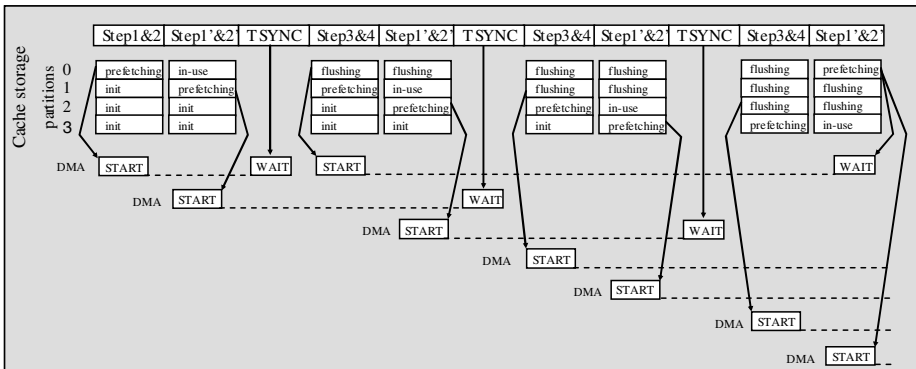 Step1&2 Step1’&2’ TSYNC Step3&4 Step1’&2’ TSYNC Step3&4 Step1’&2’ TSYNC Step3&4 Step1’&2’
Cache storage
partitions
0 prefetching in-use flushing flushing flushing flushing flushing prefetching
1 init prefetching prefetching in-use flushing flushing flushing flushing
2 init init init prefetching prefetching in-use flushing flushing
3 init init init init init prefetching prefetching in-use
DMA START WAIT START WAIT
DMA START WAIT
DMA START WAIT
DMA START
DMA START
DMA START
DMA START